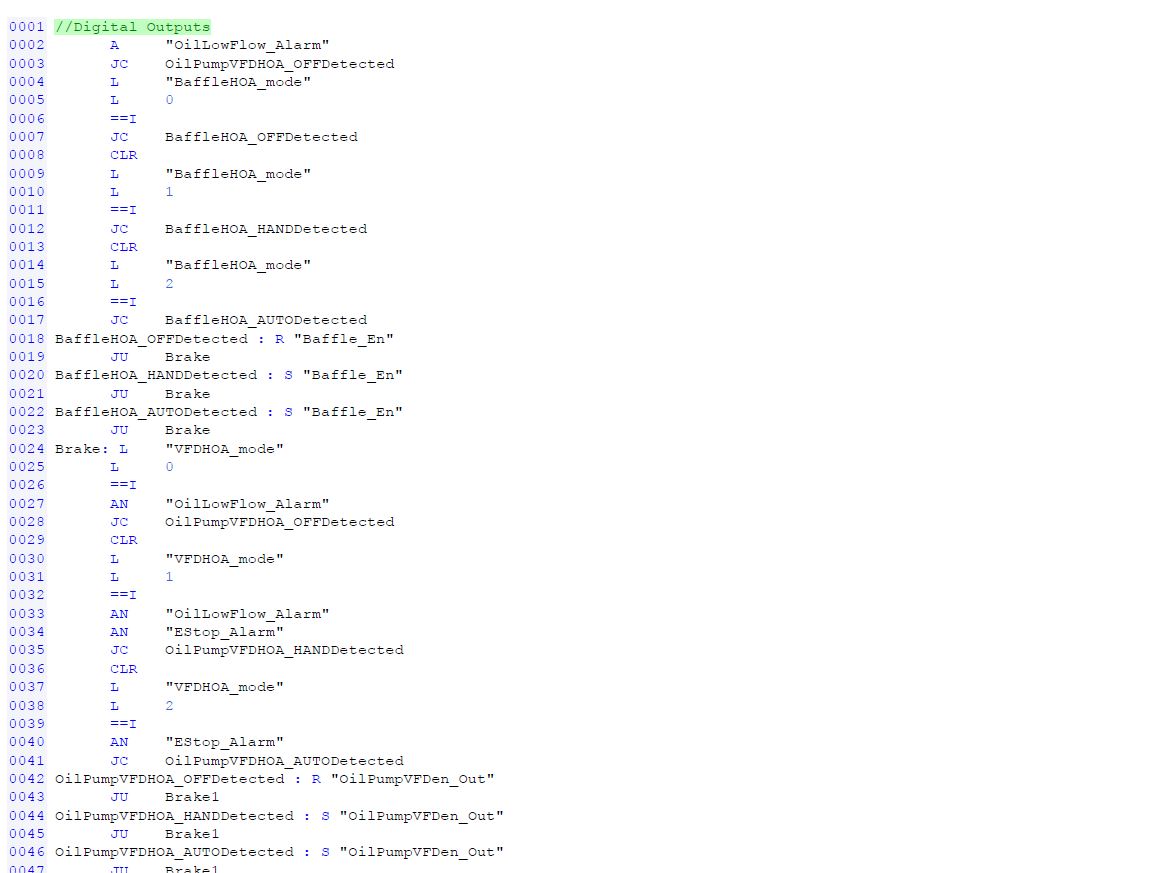 0001 //Digital Outputs
0002 A "OilLowFlow_Alarm"
0003 JC OilPumpVFDHOA_OFFDetected
0004 L "BaffleHOA_mode"
0005 L 0
0006 ==I
0007 JC BaffleHOA_OFFDetected
0008 CLR
0009 L "BaffleHOA_mode"
0010 L 1
0011 ==I
0012 JC BaffleHOA_HANDDetected
0013 CLR
0014 L "BaffleHOA_mode"
0015 L 2
0016 ==I
0017 JC BaffleHOA_AUTODetected
0018 BaffleHOA_OFFDetected : R "Baffle_En"
0019 JU Brake
0020 BaffleHOA_HANDDetected : S "Baffle_En"
0021 JU Brake
0022 BaffleHOA_AUTODetected : S "Baffle_En"
0023 JU Brake
0024 Brake: L "VFDHOA_mode"
0025 L 0
0026 ==I
0027 AN "OilLowFlow_Alarm"
0028 JC OilPumpVFDHOA_OFFDetected
0029 CLR
0030 L "VFDHOA_mode"
0031 L 1
0032 ==I
0033 AN "OilLowFlow_Alarm"
0034 AN "EStop_Alarm"
0035 JC OilPumpVFDHOA_HANDDetected
0036 CLR
0037 L "VFDHOA_mode"
0038 L 2
0039 ==I
0040 AN "EStop_Alarm"
0041 JC OilPumpVFDHOA_AUTODetected
0042 OilPumpVFDHOA_OFFDetected : R "OilPumpVFDen_Out"
0043 JU Brake1
0044 OilPumpVFDHOA_HANDDetected : S "OilPumpVFDen_Out"
0045 JU Brake1
0046 OilPumpVFDHOA_AUTODetected : S "OilPumpVFDen_Out"
0047 JU Brake1